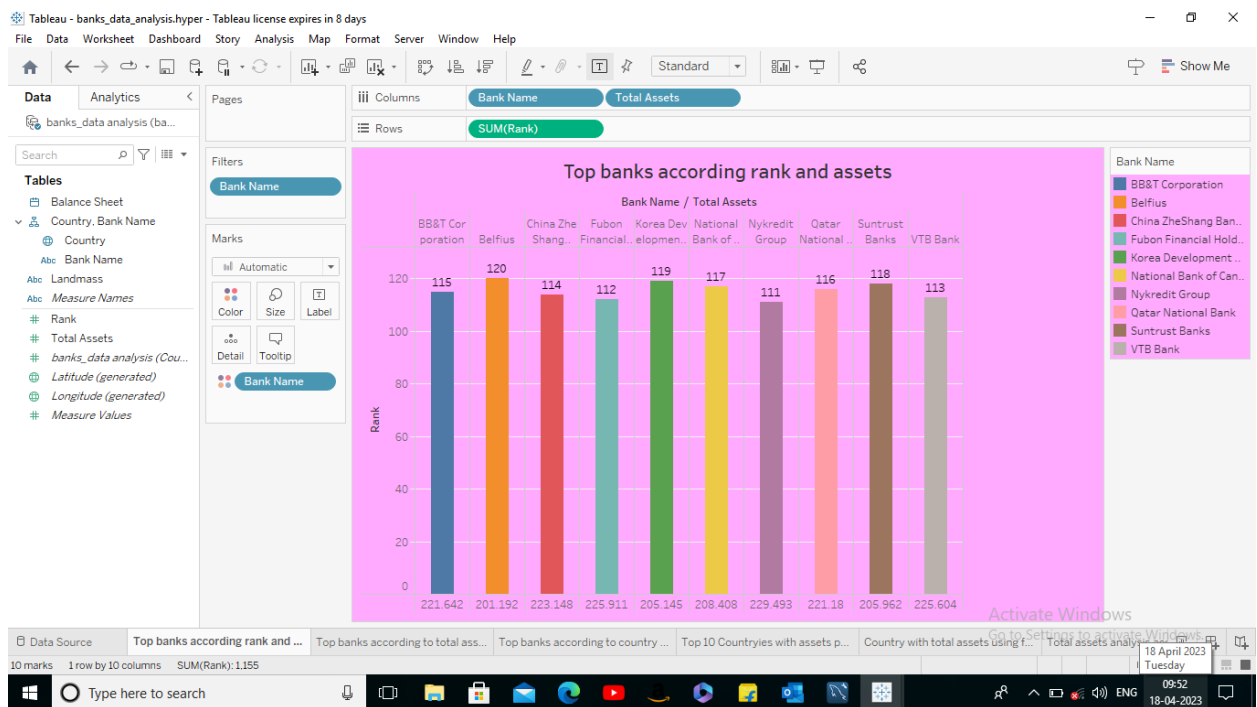 Tableau - banks_data_analysis.hyper - Tableau license expires in 8 days
File Data Worksheet Dashboard Story Analysis Map Format Server Window Help
Standard
Show Me
Data Analytics
banks_data analysis (ba...
Search
Tables
Balance Sheet
Country, Bank Name
Country
Abc Bank Name
Abc Landmass
Abc Measure Names
# Rank
# Total Assets
# banks_data analysis (Cou...
Latitude (generated)
Longitude (generated)
# Measure Values
Pages
Filters
Bank Name
Marks
Automatic
Color Size Label
Detail Tooltip
Bank Name
Columns Bank Name Total Assets
Rows SUM(Rank)
Top banks according rank and assets
Bank Name / Total Assets
BB&T Cor China Zhe Fubon Korea Dev National Nykredit Qatar Suntrust
poration Belfius Shang.. Financial.. elopmen.. Bank of .. Group National .. Banks VTB Bank
120
100
80
60
40
20
0
Rank
115 120 114 112 119 117 111 116 118 113
221.642 201.192 223.148 225.911 205.145 208.408 229.493 221.18 205.962 225.604
Bank Name
BB&T Corporation
Belfius
China ZheShang Ban..
Fubon Financial Hold..
Korea Development ..
National Bank of Can..
Nykredit Group
Qatar National Bank
Suntrust Banks
VTB Bank
Activate Windows
Go to Settings to activate Windows.
Data Source Top banks according rank and ... Top banks according to total ass... Top banks according to country ... Top10 Countryies with assets p... Country with total assets using f... Total assets analys
18 April 2023
Tuesday
10 marks 1 row by 10 columns SUM(Rank): 1,155
Type here to search
ENG
09:52
18-04-2023